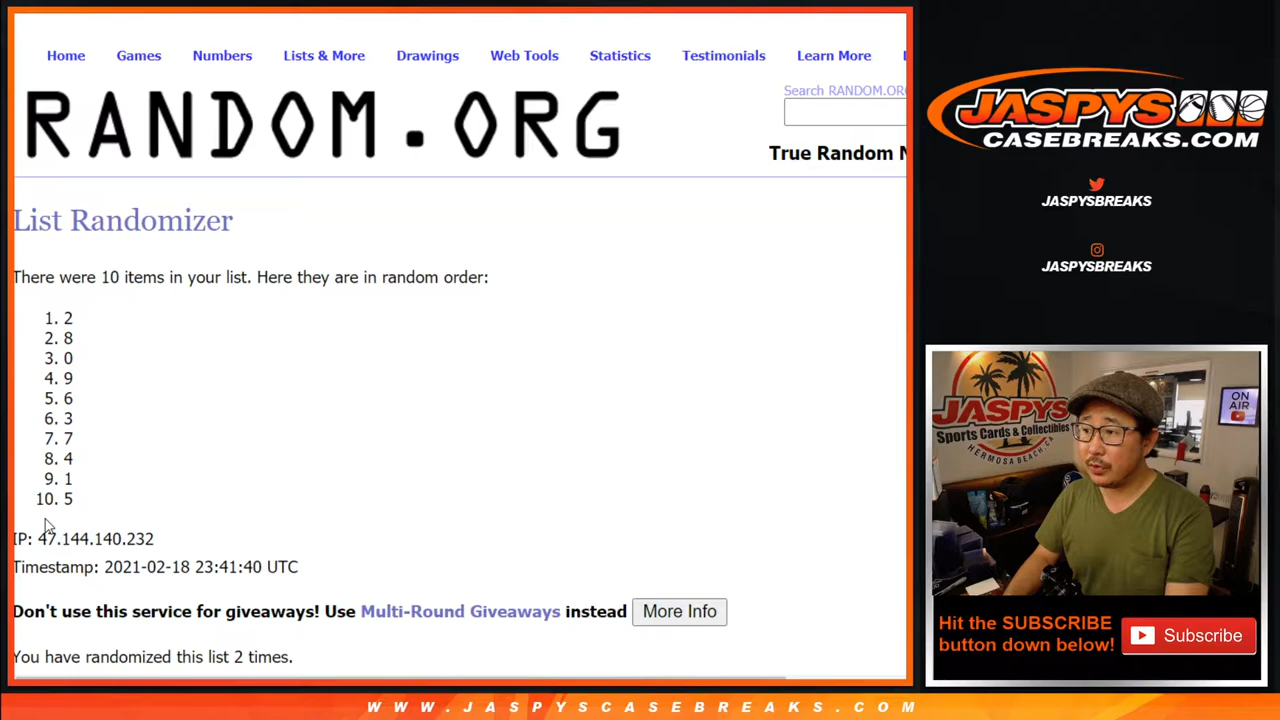 Home Games Numbers Lists & More Drawings Web Tools Statistics Testimonials Learn More
Search RANDOM.ORG
RANDOM.ORG
True Random N
List Randomizer
There were 10 items in your list. Here they are in random order:
1. 2
2. 8
3. 0
4. 9
5. 6
6. 3
7. 7
8. 4
9. 1
10. 5
IP: 47.144.140.232
Timestamp: 2021-02-18 23:41:40 UTC
Don't use this service for giveaways! Use Multi-Round Giveaways instead More Info
You have randomized this list 2 times.
JASPYS
CASEBREAKS.COM
JASPYSBREAKS
JASPYSBREAKS
JASPYS
Sports Cards & Collectibles
HERMOSA BEACH, CA
ON
AIR
Hit the SUBSCRIBE
button down below!
Subscribe
WWW.JASPYSCASEBREAKS.COM